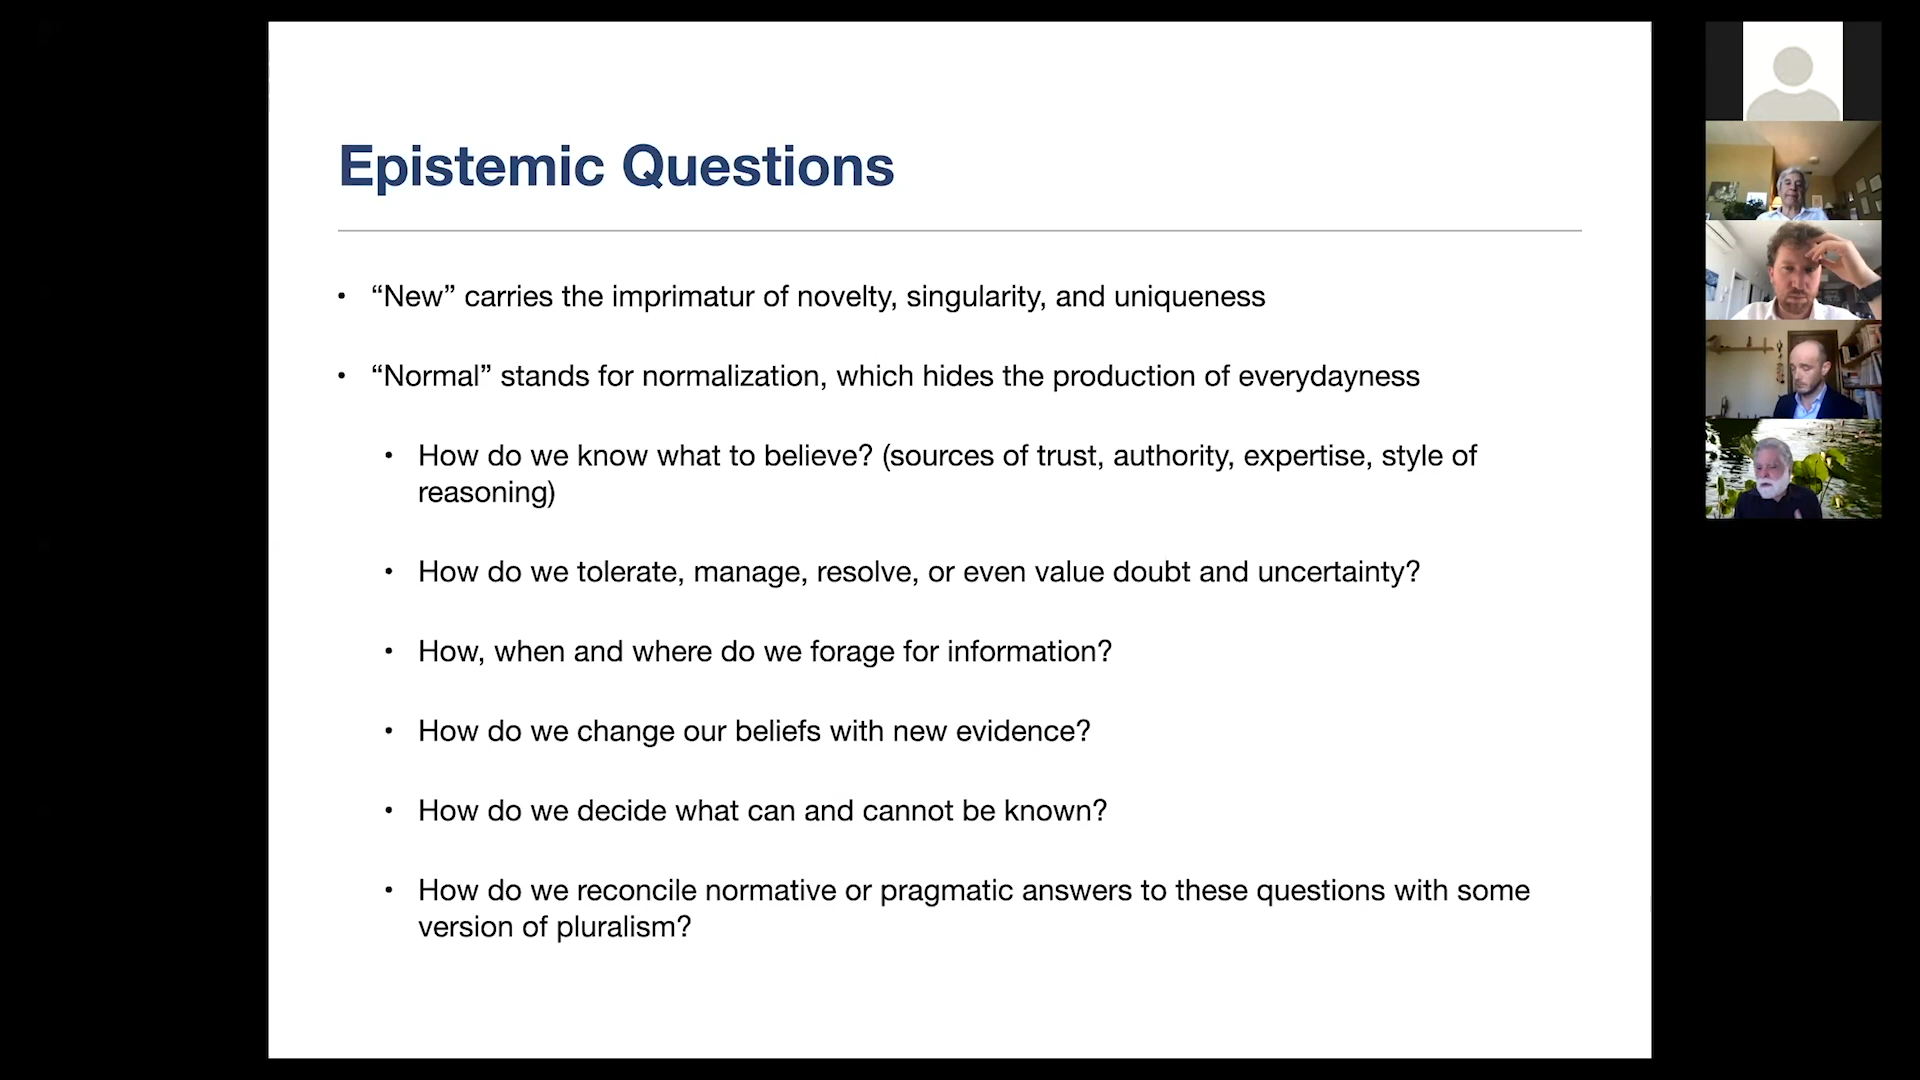 Epistemic Questions
• “New” carries the imprimatur of novelty, singularity, and uniqueness
• “Normal” stands for normalization, which hides the production of everydayness
• How do we know what to believe? (sources of trust, authority, expertise, style of
reasoning)
• How do we tolerate, manage, resolve, or even value doubt and uncertainty?
• How, when and where do we forage for information?
• How do we change our beliefs with new evidence?
• How do we decide what can and cannot be known?
• How do we reconcile normative or pragmatic answers to these questions with some
version of pluralism?